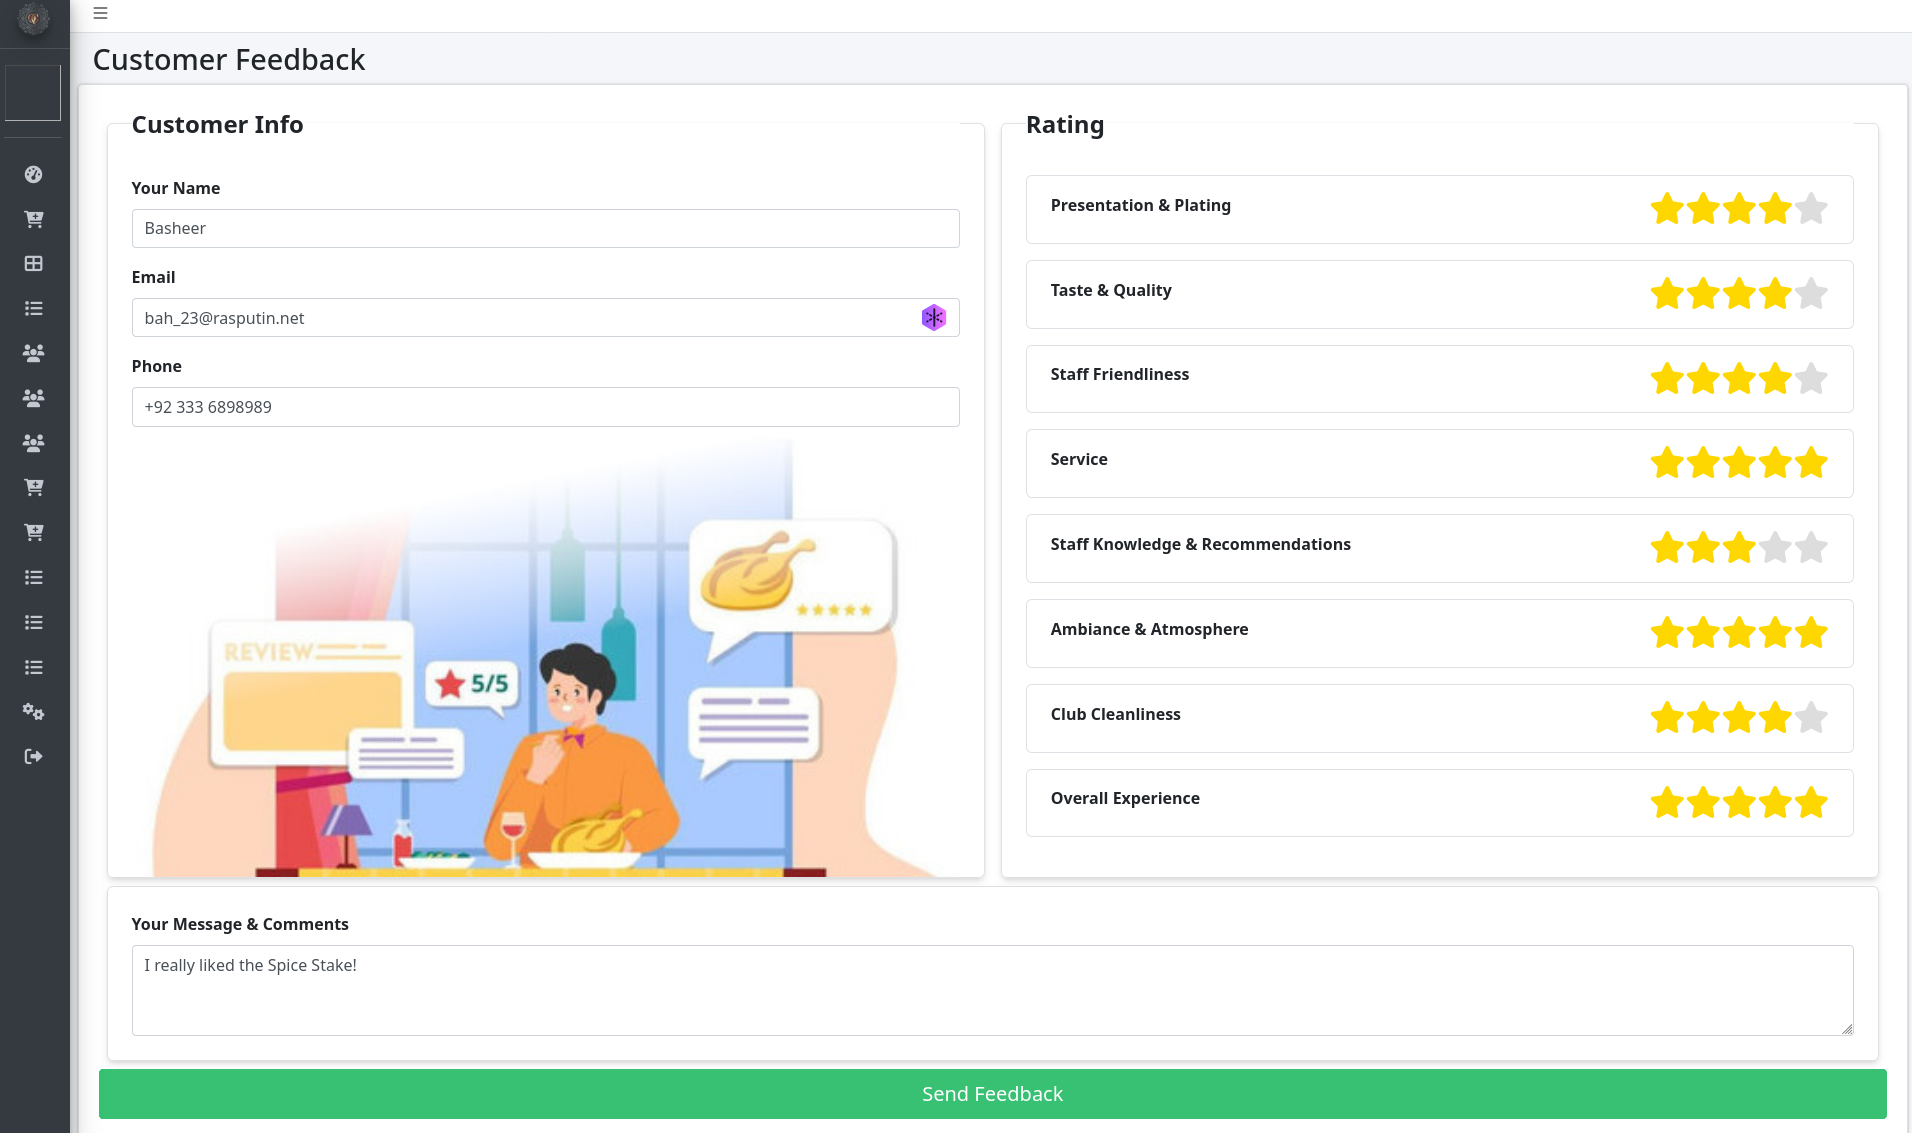 Customer Feedback
Customer Info
Your Name
Basheer
Email
bah_23@rasputin.net
Phone
+92 333 6898989
REVIEW
5/5
Rating
Presentation & Plating
Taste & Quality
Staff Friendliness
Service
Staff Knowledge & Recommendations
Ambiance & Atmosphere
Club Cleanliness
Overall Experience
Your Message & Comments
I really liked the Spice Stake!
Send Feedback